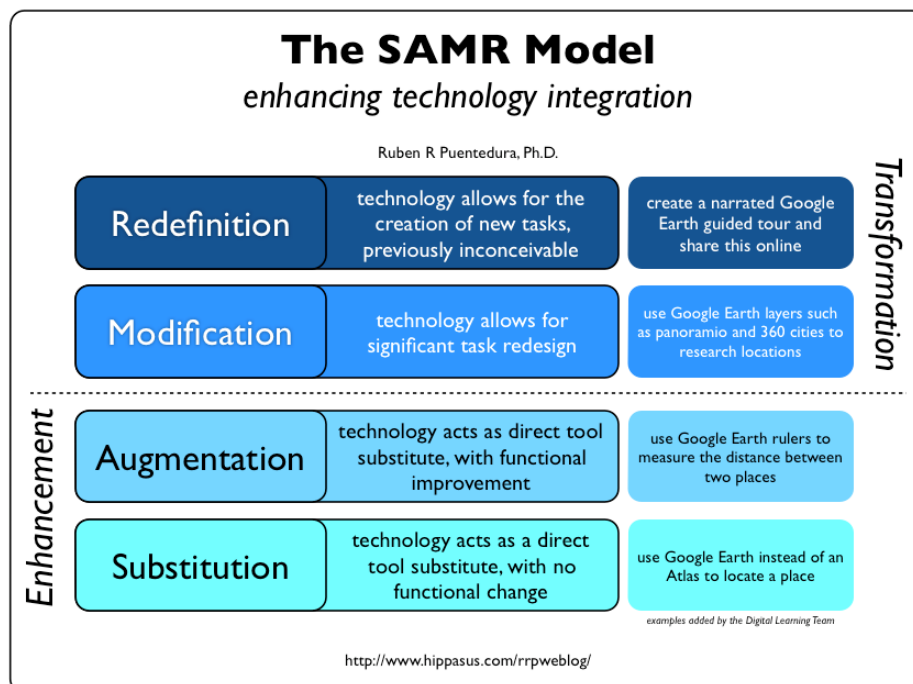 The SAMR Model
enhancing technology integration
Ruben R Puentedura, Ph.D.
Transformation
Redefinition
technology allows for the
creation of new tasks,
previously inconceivable
create a narrated Google
Earth guided tour and
share this online
Modification
technology allows for
significant task redesign
use Google Earth layers such
as panoramio and 360 cities to
research locations
Enhancement
Augmentation
technology acts as direct tool
substitute, with functional
improvement
use Google Earth rulers to
measure the distance between
two places
Substitution
technology acts as a direct
tool substitute, with no
functional change
use Google Earth instead of an
Atlas to locate a place
examples added by the Digital Learning Team
http://www.hippasus.com/rrpweblog/